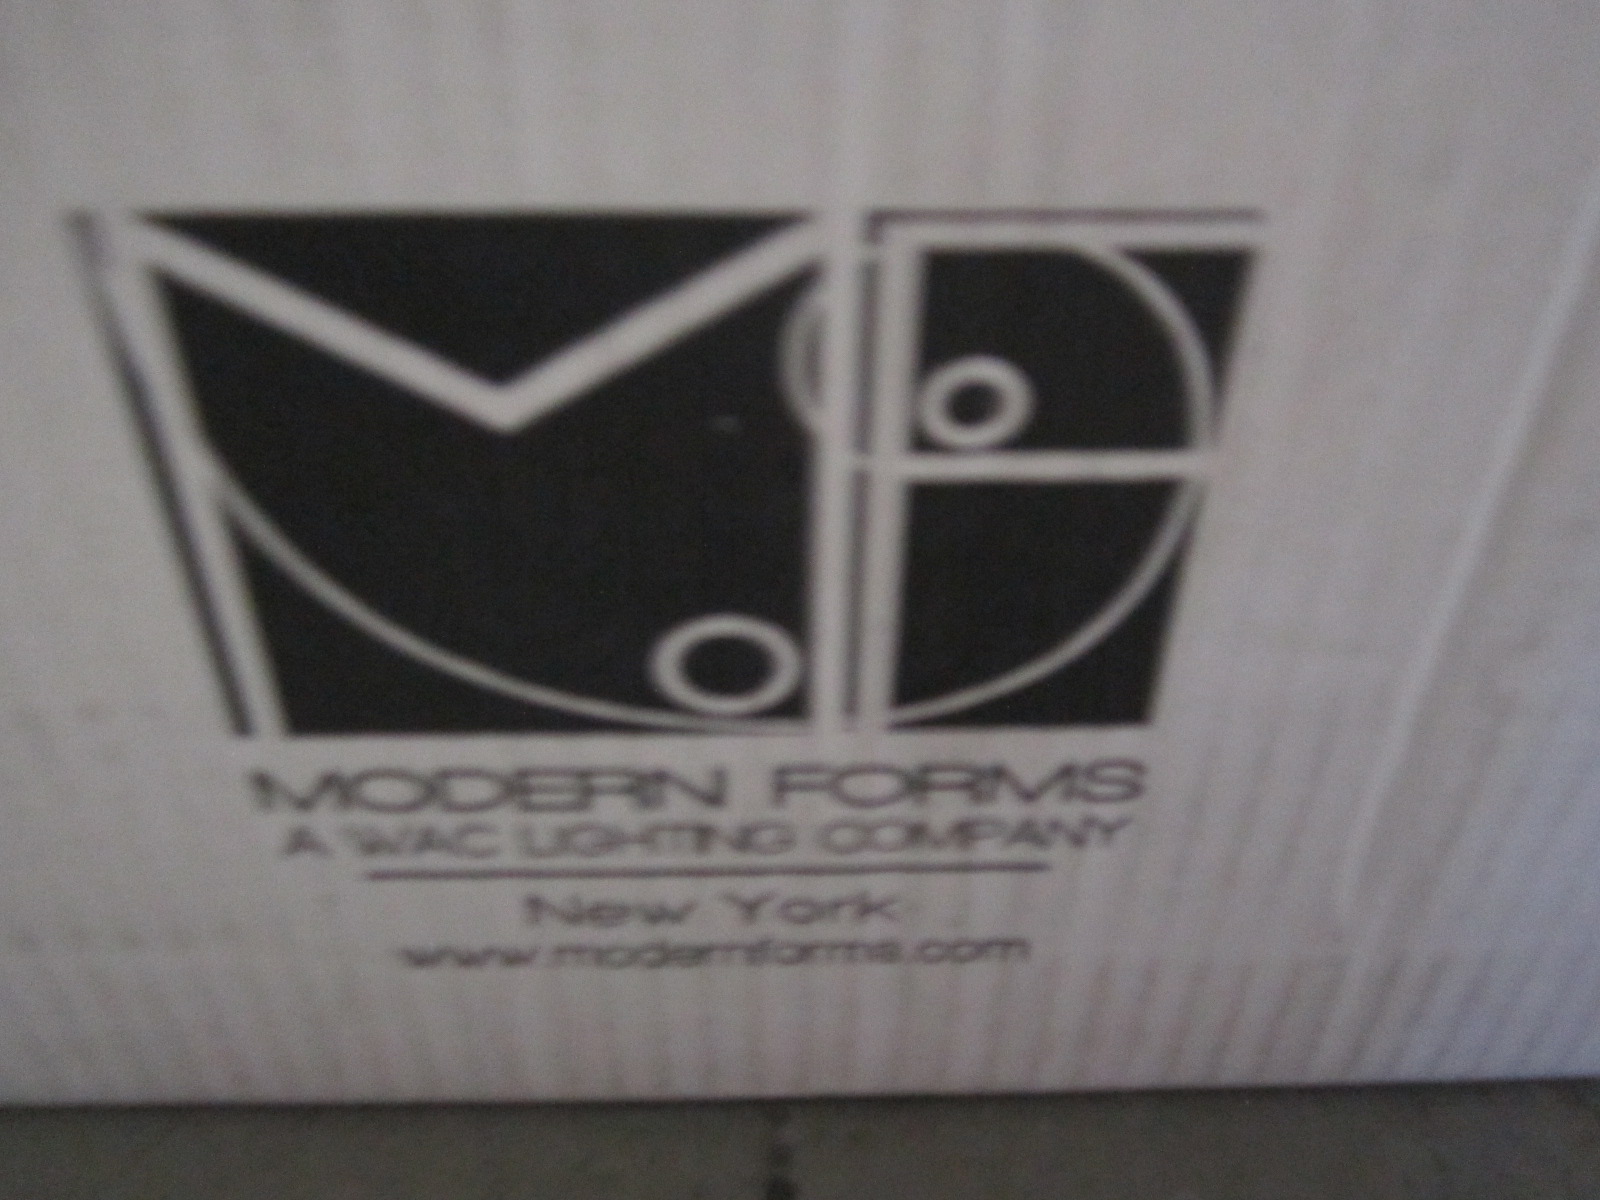 MODERN FORMS
A WAC LIGHTING COMPANY
New York
www.modernforms.com